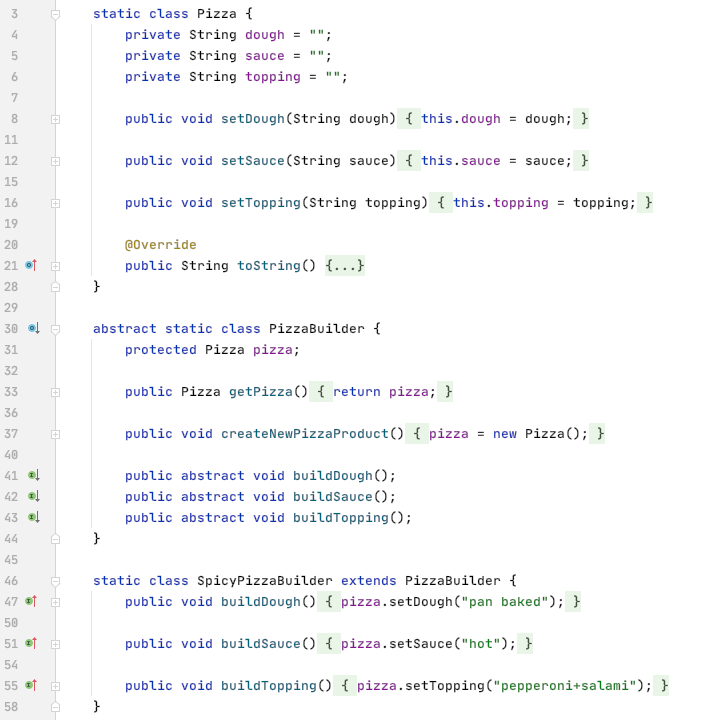 3 static class Pizza {
4 private String dough = "";
5 private String sauce = "";
6 private String topping = "";
7
8 public void setDough(String dough) { this.dough = dough; }
11
12 public void setSauce(String sauce) { this.sauce = sauce; }
15
16 public void setTopping(String topping) { this.topping = topping; }
19
20 @Override
21 public String toString() {...}
28 }
29
30 abstract static class PizzaBuilder {
31 protected Pizza pizza;
32
33 public Pizza getPizza() { return pizza; }
36
37 public void createNewPizzaProduct() { pizza = new Pizza(); }
40
41 public abstract void buildDough();
42 public abstract void buildSauce();
43 public abstract void buildTopping();
44 }
45
46 static class SpicyPizzaBuilder extends PizzaBuilder {
47 public void buildDough() { pizza.setDough("pan baked"); }
50
51 public void buildSauce() { pizza.setSauce("hot"); }
54
55 public void buildTopping() { pizza.setTopping("pepperoni+salami"); }
58 }